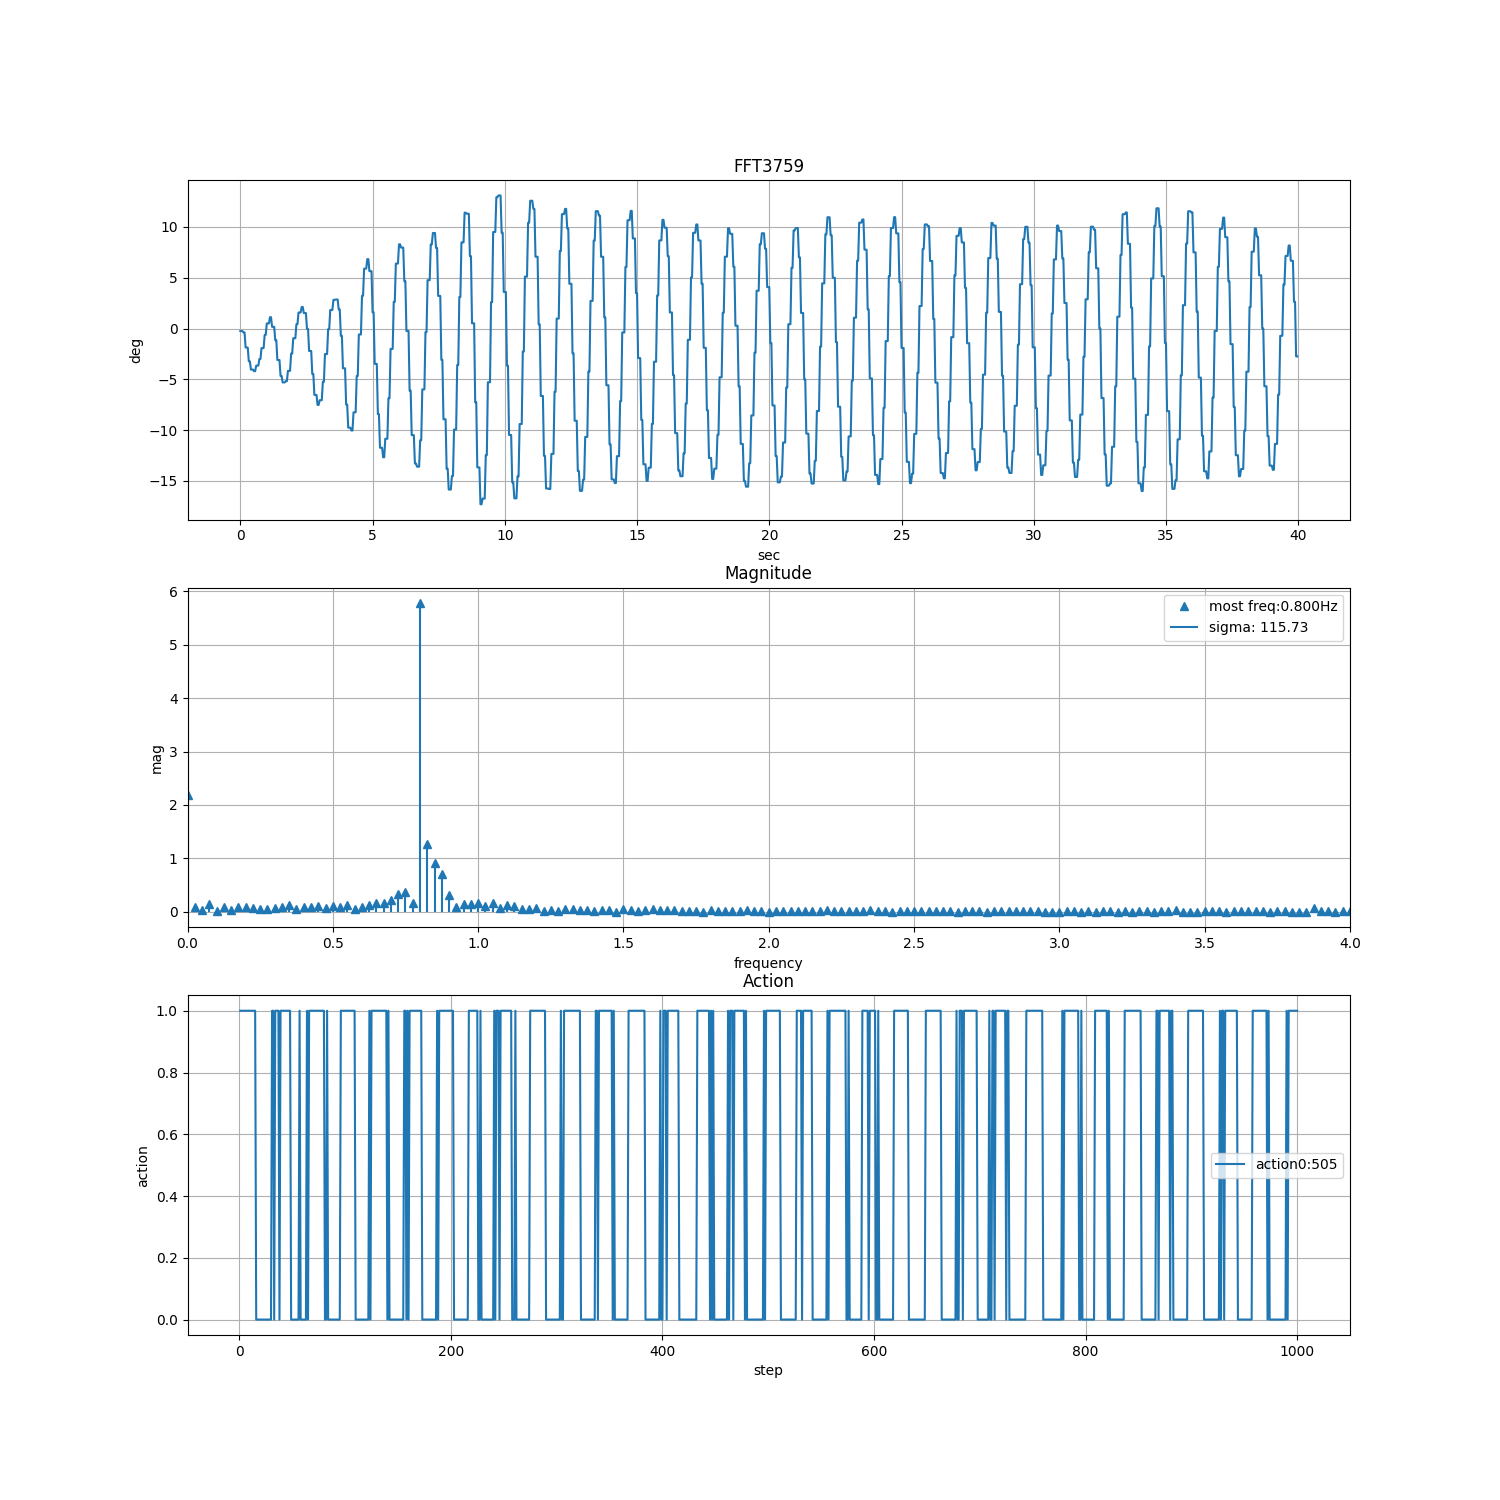 FFT3759
10
5
0
−5
−10
−15
deg
0 5 10 15 20 25 30 35 40
sec
Magnitude
6
5
4
3
2
1
0
mag
most freq:0.800Hz
sigma: 115.73
0.0 0.5 1.0 1.5 2.0 2.5 3.0 3.5 4.0
frequency
Action
1.0
0.8
0.6
0.4
0.2
0.0
action
action0:505
0 200 400 600 800 1000
step